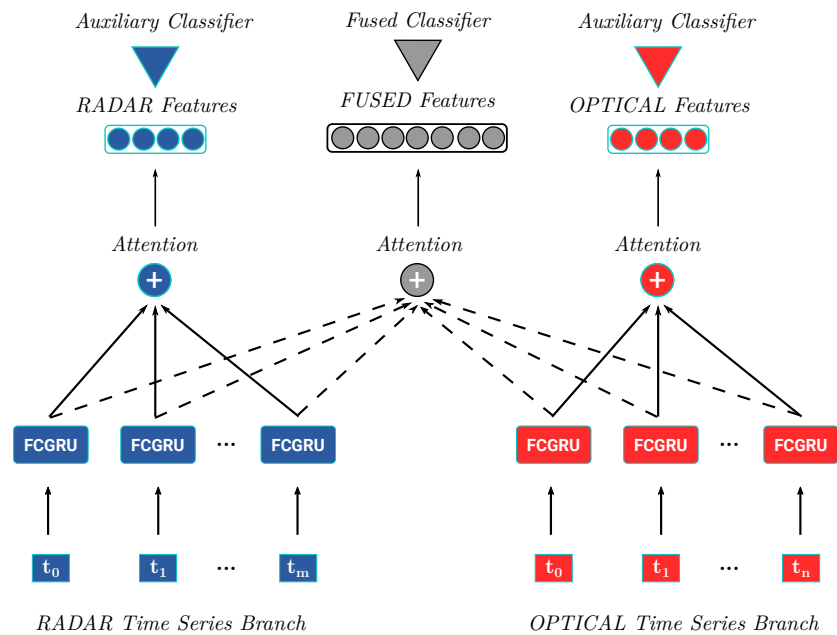 Auxiliary Classifier
Fused Classifier
Auxiliary Classifier
RADAR Features
FUSED Features
OPTICAL Features
Attention
Attention
Attention
+
+
+
FCGRU
FCGRU
...
FCGRU
FCGRU
FCGRU
...
FCGRU
t₀
t₁
...
tₘ
t₀
t₁
...
tₙ
RADAR Time Series Branch
OPTICAL Time Series Branch